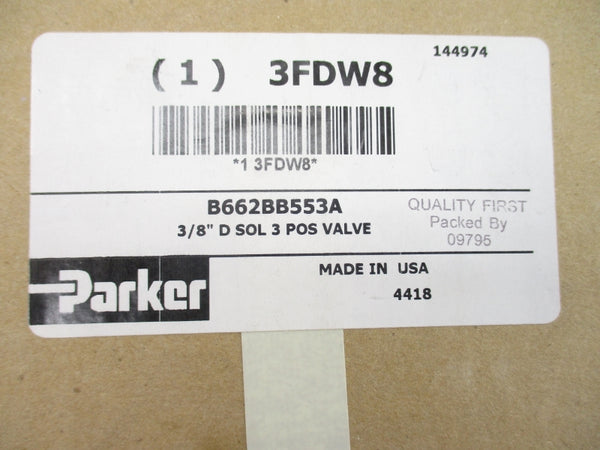 144974
( 1 ) 3FDW8
*1 3FDW8*
B662BB553A
3/8" D SOL 3 POS VALVE
QUALITY FIRST
Packed By
09795
Parker
MADE IN USA
4418